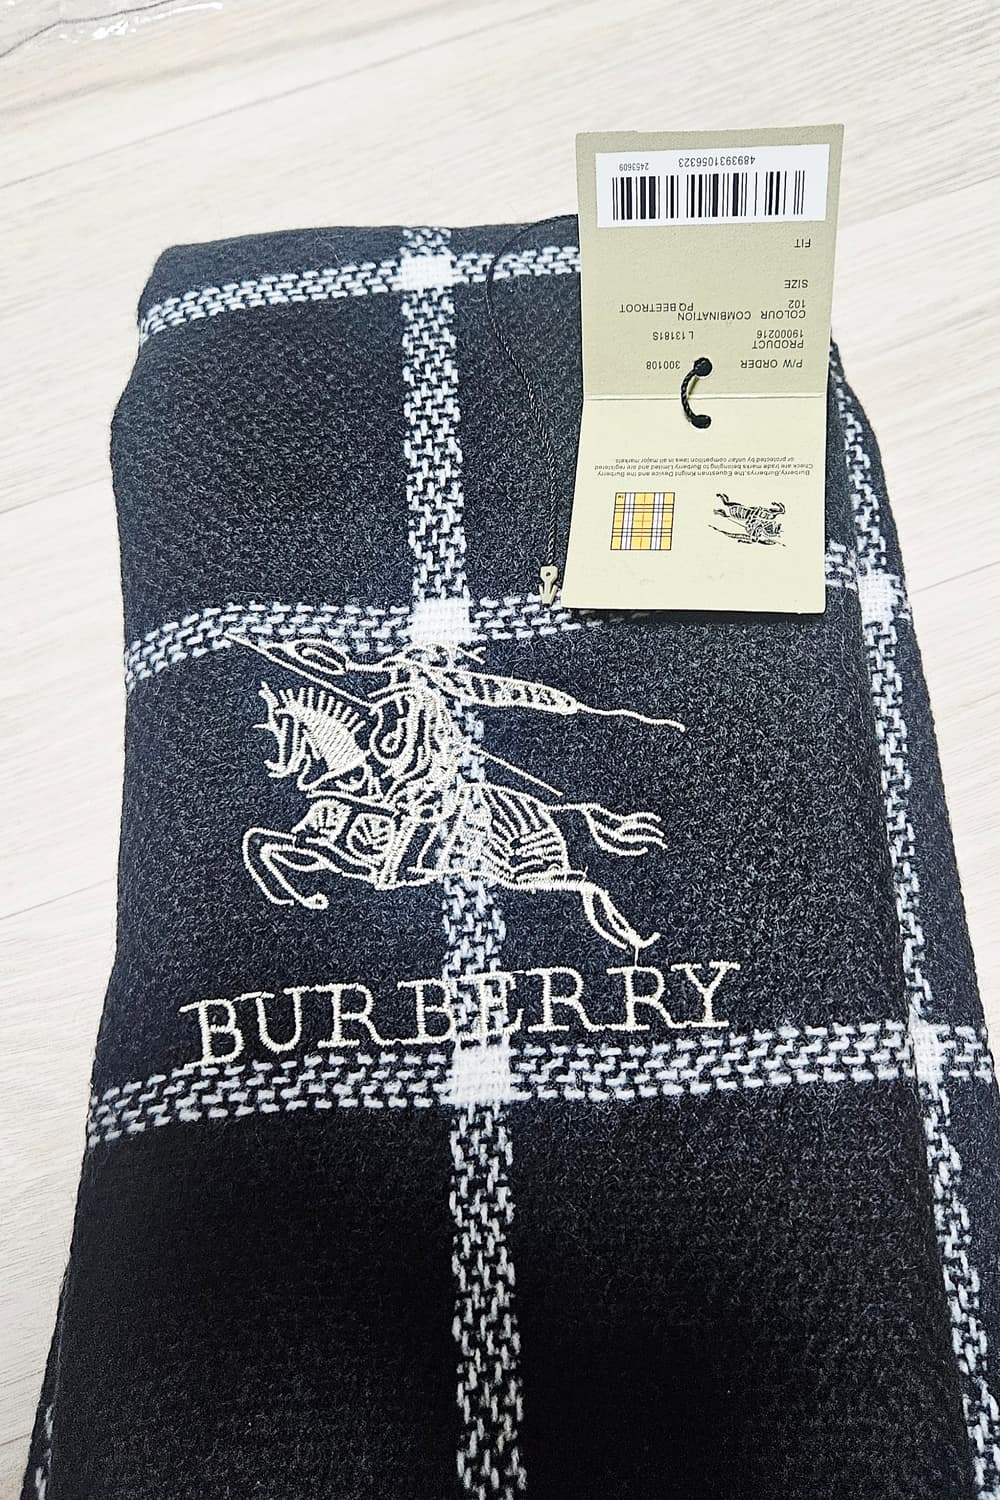 4893931056323 2453609
FIT
SIZE
102 PQ BEETROOT
COLOUR COMBINATION
19000216 L13181S
PRODUCT
P/W ORDER 300108
Burberry,Burberrys,the Equestrian Knight Device and the Burberry
Check are trade marks belonging to Burberry Limited and are registered
or protected by unfair competition laws in all major markets
BURBERRY